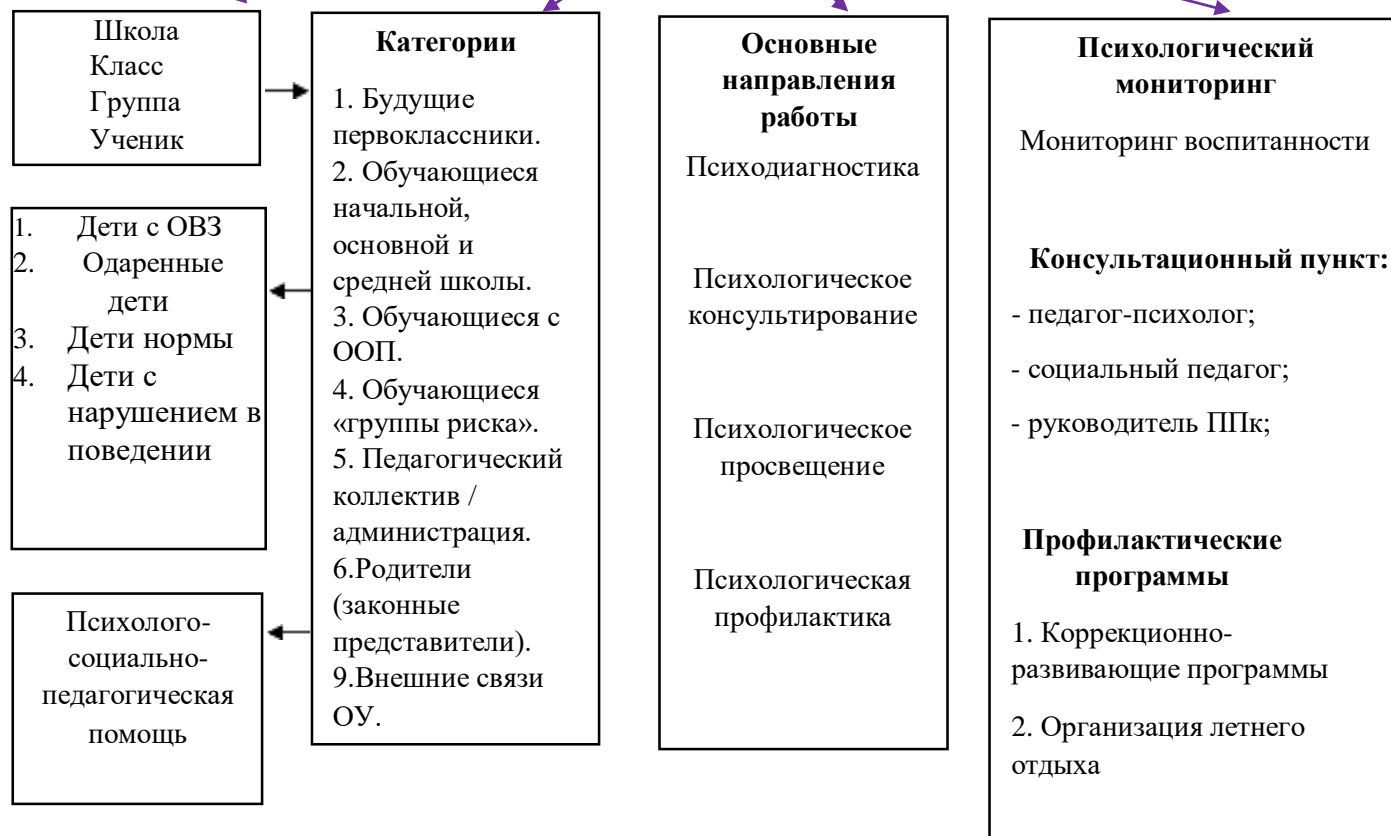 Школа
Класс
Группа
Ученик
1. Дети с ОВЗ
2. Одаренные
дети
3. Дети нормы
4. Дети с
нарушением в
поведении
Психолого-
социально-
педагогическая
помощь
Категории
1. Будущие
первоклассники.
2. Обучающиеся
начальной,
основной и
средней школы.
3. Обучающиеся с
ООП.
4. Обучающиеся
«группы риска».
5. Педагогический
коллектив /
администрация.
6.Родители
(законные
представители).
9.Внешние связи
ОУ.
Основные
направления
работы
Психодиагностика
Психологическое
консультирование
Психологическое
просвещение
Психологическая
профилактика
Психологический
мониторинг
Мониторинг воспитанности
Консультационный пункт:
- педагог-психолог;
- социальный педагог;
- руководитель ППк;
Профилактические
программы
1. Коррекционно-
развивающие программы
2. Организация летнего
отдыха